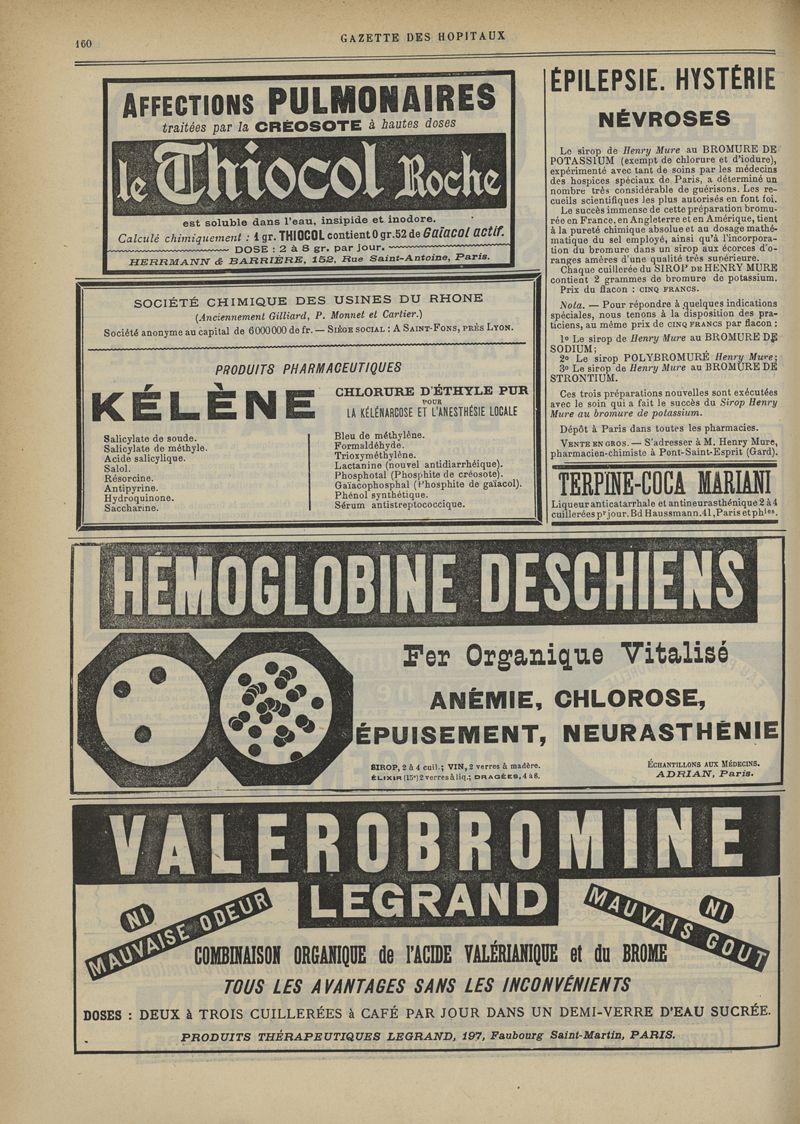 160
GAZETTE DES HOPITAUX
AFFECTIONS PULMONAIRES
traitées par la CRÉOSOTE à hautes doses
le Thiocol Roche
est soluble dans l'eau, insipide et inodore.
Calculé chimiquement : 1 gr. THIOCOL contient 0 gr. 52 de Gaïacol actif.
DOSE : 2 à 8 gr. par jour.
HERRMANN & BARRIÈRE, 152, Rue Saint-Antoine, Paris.
SOCIÉTÉ CHIMIQUE DES USINES DU RHONE
(Anciennement Gilliard, P. Monnet et Cartier.)
Société anonyme au capital de 6000000 de fr. — SIÈGE SOCIAL : A SAINT-FONS, PRÈS LYON.
PRODUITS PHARMACEUTIQUES
KÉLÈNE
CHLORURE D'ÉTHYLE PUR
POUR
LA KÉLÉNARCOSE ET L'ANESTHÉSIE LOCALE
Salicylate de soude.
Salicylate de méthyle.
Acide salicylique.
Salol.
Résorcine.
Antipyrine.
Hydroquinone.
Saccharine.
Bleu de méthylène.
Formaldéhyde.
Trioxyméthylène.
Lactanine (nouvel antidiarrhéique).
Phosphotal (Phosphite de créosote).
Gaïacophosphal (Phosphite de gaïacol).
Phénol synthétique.
Sérum antistreptococcique.
ÉPILEPSIE. HYSTÉRIE
NÉVROSES
Le sirop de Henry Mure au BROMURE DE
POTASSIUM (exempt de chlorure et d'iodure),
expérimenté avec tant de soins par les médecins
des hospices spéciaux de Paris, a déterminé un
nombre très considérable de guérisons. Les re-
cueils scientifiques les plus autorisés en font foi.
Le succès immense de cette préparation bromu-
rée en France, en Angleterre et en Amérique, tient
à la pureté chimique absolue et au dosage mathé-
matique du sel employé, ainsi qu'à l'incorpora-
tion du bromure dans un sirop aux écorces d'o-
ranges amères d'une qualité très supérieure.
Chaque cuillerée du SIROP DE HENRY MURE
contient 2 grammes de bromure de potassium.
Prix du flacon : CINQ FRANCS.
Nota. — Pour répondre à quelques indications
spéciales, nous tenons à la disposition des pra-
ticiens, au même prix de CINQ FRANCS par flacon :
1º Le sirop de Henry Mure au BROMURE DE
SODIUM;
2º Le sirop POLYBROMURÉ Henry Mure;
3º Le sirop de Henry Mure au BROMURE DE
STRONTIUM.
Ces trois préparations nouvelles sont exécutées
avec le soin qui a fait le succès du Sirop Henry
Mure au bromure de potassium.
Dépôt à Paris dans toutes les pharmacies.
VENTE EN GROS. — S'adresser à M. Henry Mure,
pharmacien-chimiste à Pont-Saint-Esprit (Gard).
TERPINE-COCA MARIANI
Liqueur anticatarrhale et antineurasthénique 2 à 4
cuillerées pr jour. Bd Haussmann. 41, Paris et phies.
HÉMOGLOBINE DESCHIENS
Fer Organique Vitalisé
ANÉMIE, CHLOROSE,
ÉPUISEMENT, NEURASTHÉNIE
SIROP, 2 à 4 cuil.; VIN, 2 verres à madère.
ÉLIXIR (15º) 2 verres à liq.; DRAGÉES, 4 à 8.
ÉCHANTILLONS AUX MÉDECINS.
ADRIAN, Paris.
VALEROBROMINE
LEGRAND
NI
MAUVAISE ODEUR
NI
MAUVAIS GOUT
COMBINAISON ORGANIQUE de l'ACIDE VALÉRIANIQUE et du BROME
TOUS LES AVANTAGES SANS LES INCONVÉNIENTS
DOSES : DEUX à TROIS CUILLERÉES à CAFÉ PAR JOUR DANS UN DEMI-VERRE D'EAU SUCRÉE.
PRODUITS THÉRAPEUTIQUES LEGRAND, 197, Faubourg Saint-Martin, PARIS.